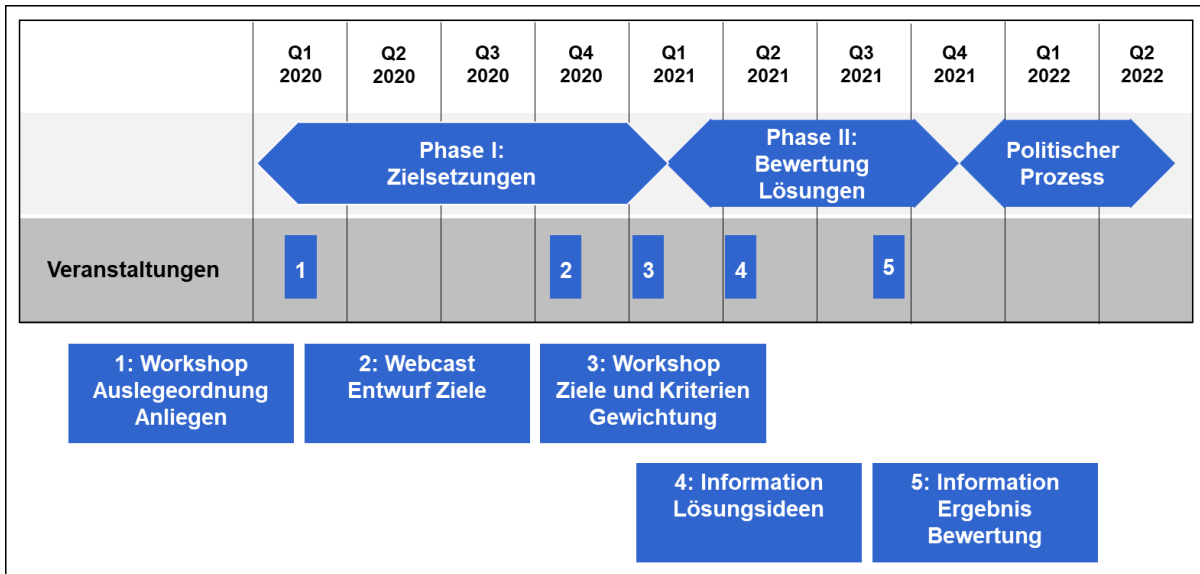 Q1 Q2 Q3 Q4 Q1 Q2 Q3 Q4 Q1 Q2
2020 2020 2020 2020 2021 2021 2021 2021 2022 2022
Phase I:
Zielsetzungen
Phase II:
Bewertung
Lösungen
Politischer
Prozess
Veranstaltungen 1 2 3 4 5
1: Workshop
Auslegeordnung
Anliegen
2: Webcast
Entwurf Ziele
3: Workshop
Ziele und Kriterien
Gewichtung
4: Information
Lösungsideen
5: Information
Ergebnis
Bewertung